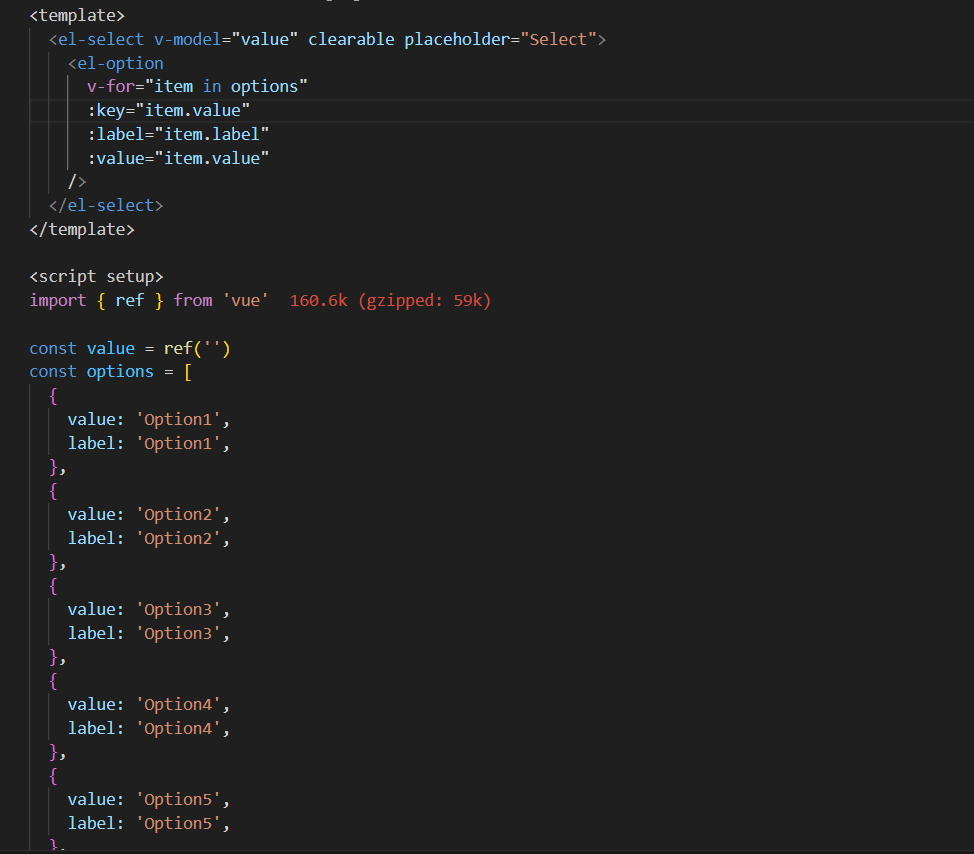 <template>
<el-select v-model="value" clearable placeholder="Select">
<el-option
v-for="item in options"
:key="item.value"
:label="item.label"
:value="item.value"
/>
</el-select>
</template>
<script setup>
import { ref } from 'vue' 160.6k (gzipped: 59k)
const value = ref('')
const options = [
{
value: 'Option1',
label: 'Option1',
},
{
value: 'Option2',
label: 'Option2',
},
{
value: 'Option3',
label: 'Option3',
},
{
value: 'Option4',
label: 'Option4',
},
{
value: 'Option5',
label: 'Option5',
},